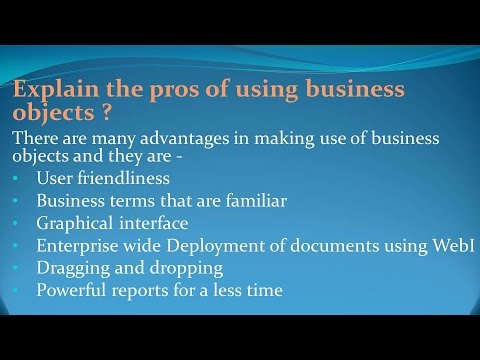 Explain the pros of using business
objects ?
There are many advantages in making use of business
objects and they are -
• User friendliness
• Business terms that are familiar
• Graphical interface
• Enterprise wide Deployment of documents using WebI
• Dragging and dropping
• Powerful reports for a less time